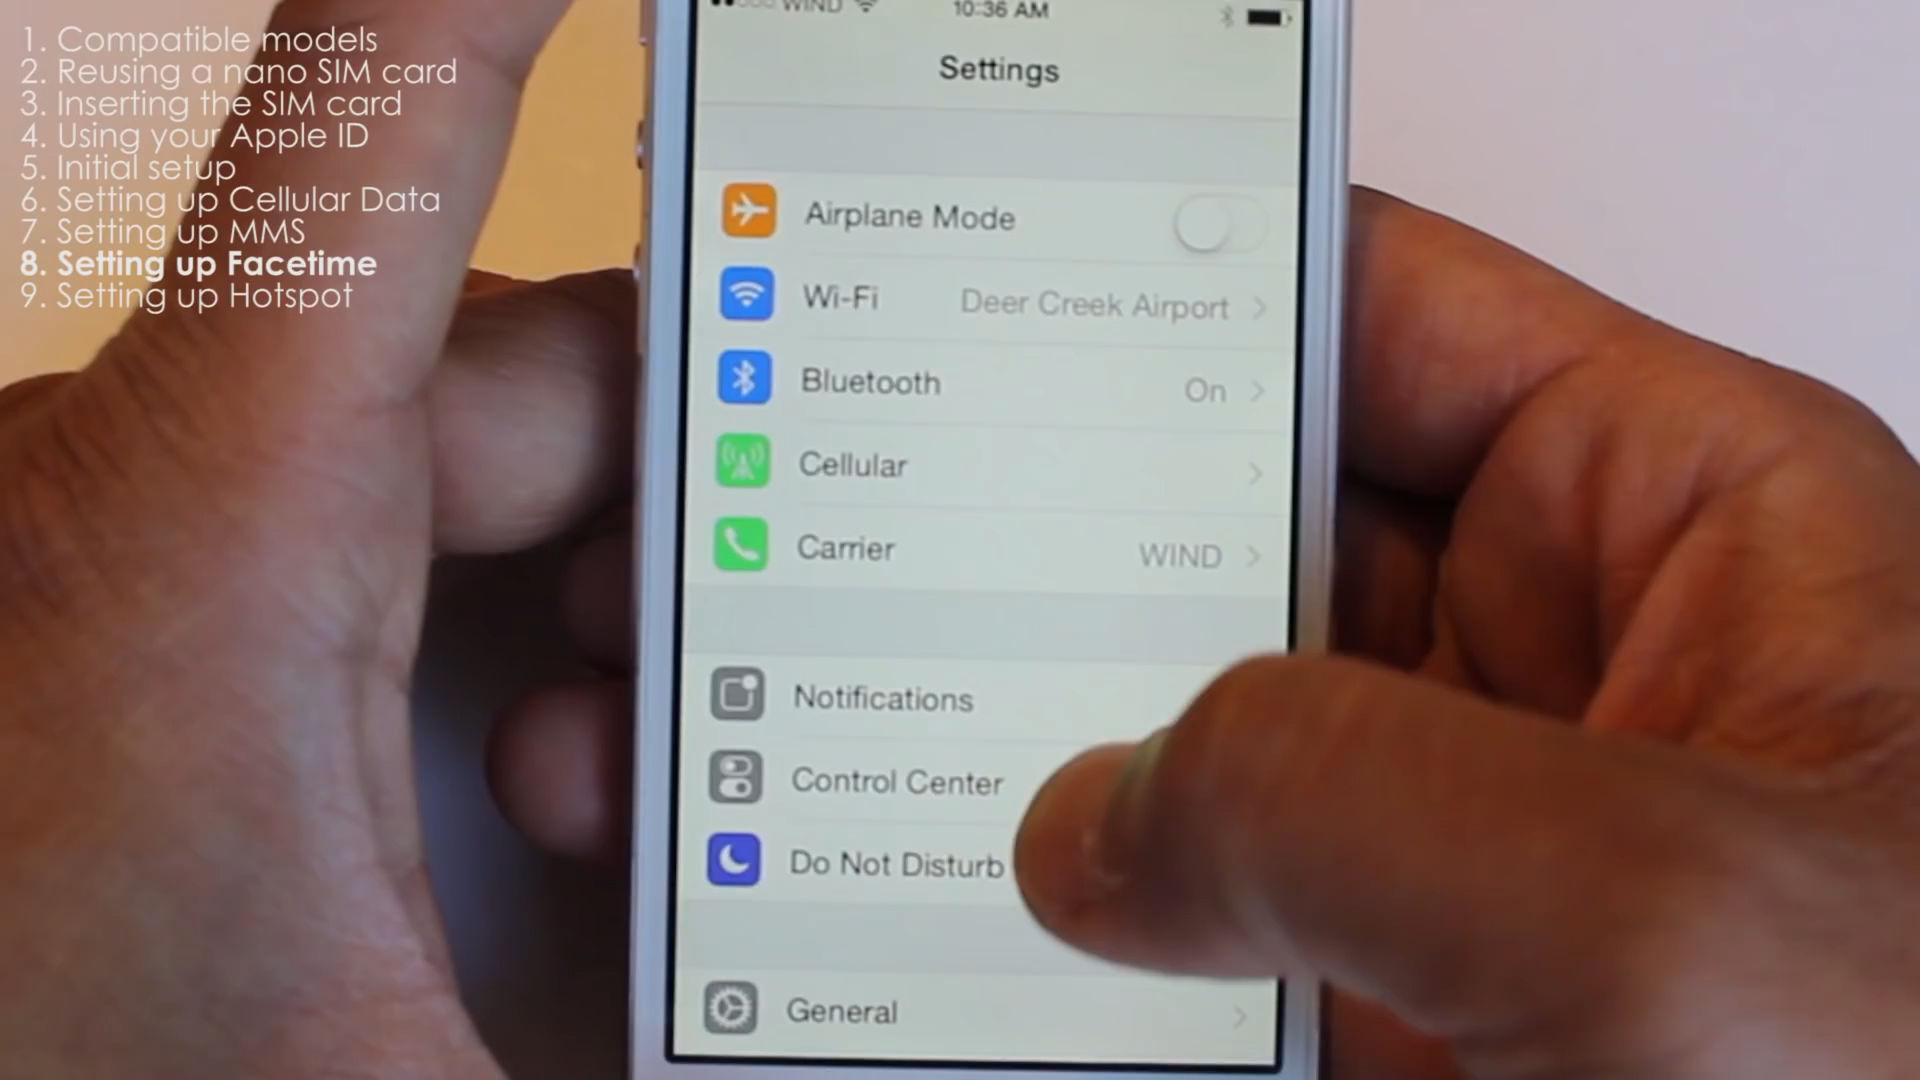 1. Compatible models
2. Reusing a nano SIM card
3. Inserting the SIM card
4. Using your Apple ID
5. Initial setup
6. Setting up Cellular Data
7. Setting up MMS
8. Setting up Facetime
9. Setting up Hotspot
WIND 10:36 AM
Settings
Airplane Mode
Wi-Fi Deer Creek Airport
Bluetooth On
Cellular
Carrier WIND
Notifications
Control Center
Do Not Disturb
General